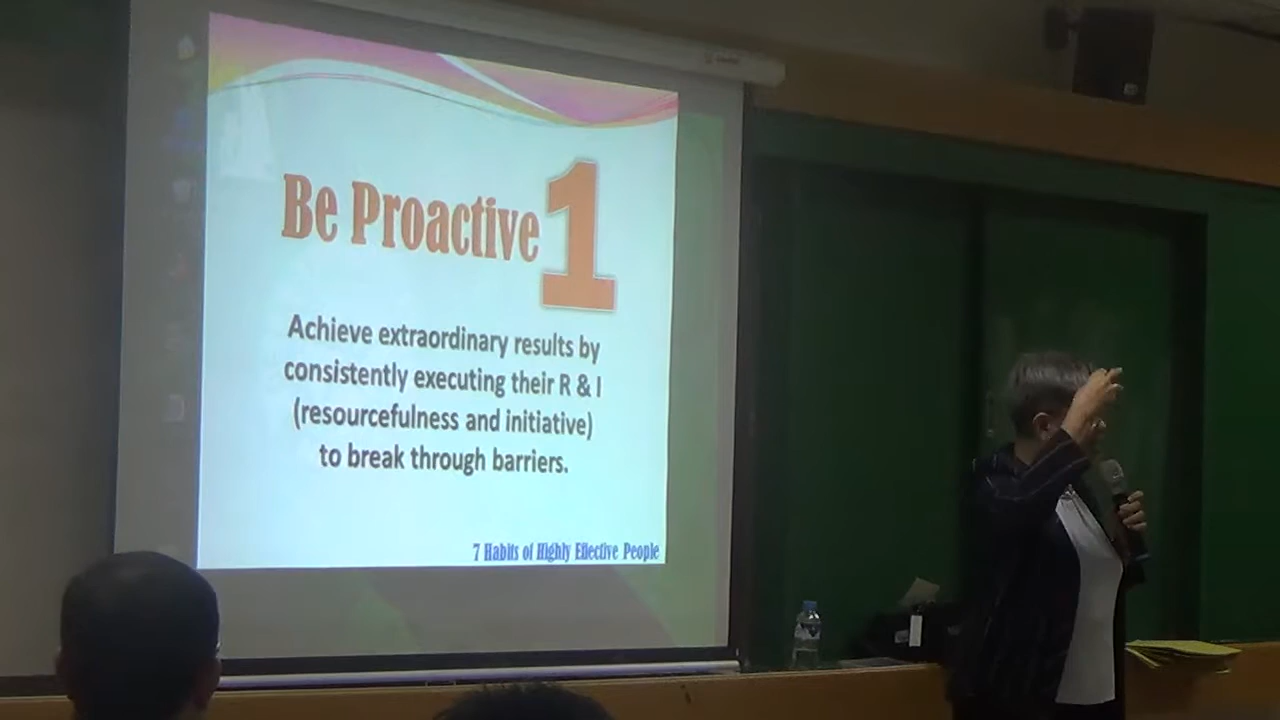 Be Proactive 1
Achieve extraordinary results by
consistently executing their R & I
(resourcefulness and initiative)
to break through barriers.
7 Habits of Highly Effective People